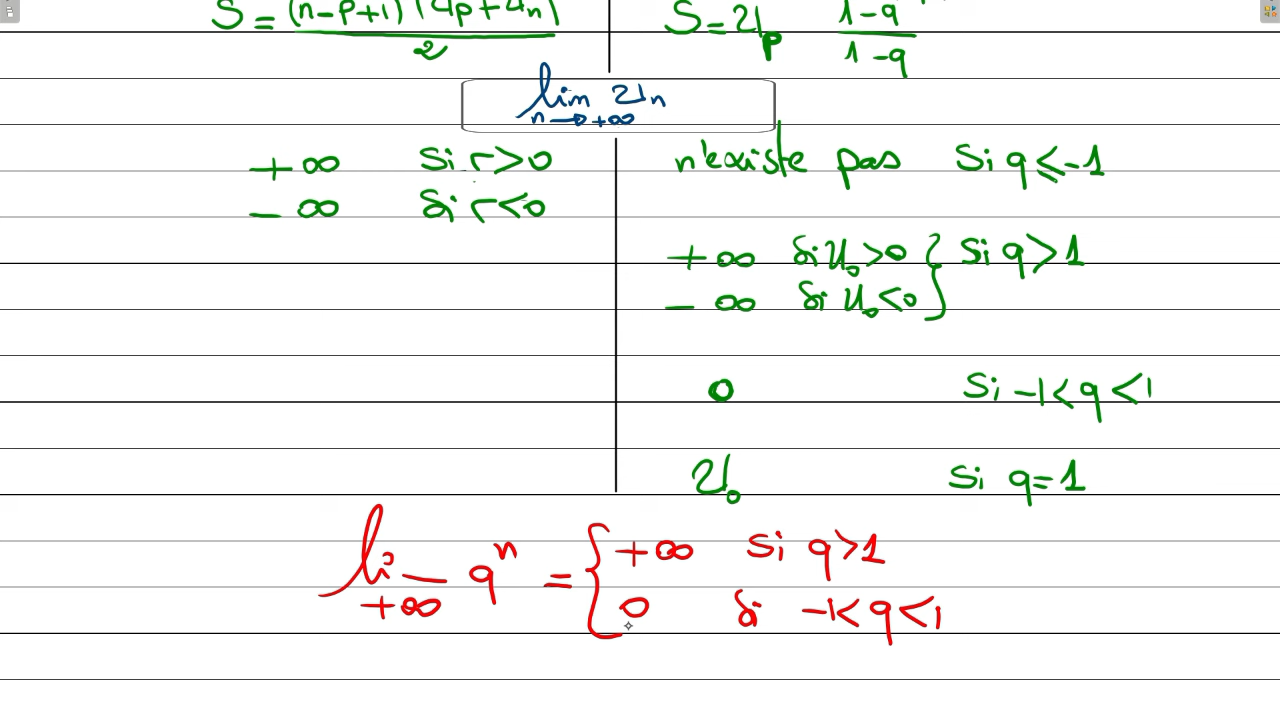 S = (n-p+1)(Up+Un) / 2
S = Up (1-q / 1-q
lim Un
n→+∞
+∞ si r>0
-∞ si r<0
n'existe pas si q≤-1
+∞ si U₀>0 } si q>1
-∞ si U₀<0 }
0 si -1<q<1
U₀ si q=1
lim qⁿ = { +∞ si q>1
+∞ 0 si -1<q<1